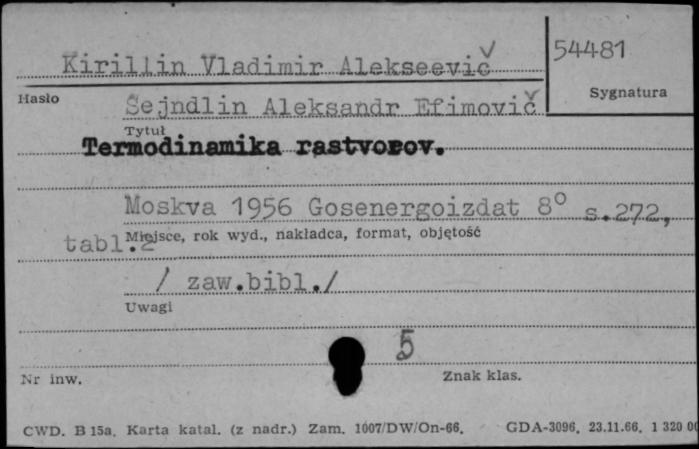 Kirillin Vladimir Alekseevič
54481
Hasło
Sygnatura
Sejndlin Aleksandr Efimovič
Tytuł
Termodinamika rastvorov.
Moskva 1956 Gosenergoizdat 8° s.272,
Miejsce, rok wyd., nakładca, format, objętość
tabl.2
/ zaw.bibl./
Uwagi
5
Nr inw.
Znak klas.
CWD. B 15a. Karta katal. (z nadr.) Zam. 1007/DW/On-66. GDA-3096. 23.11.66. 1 320 00